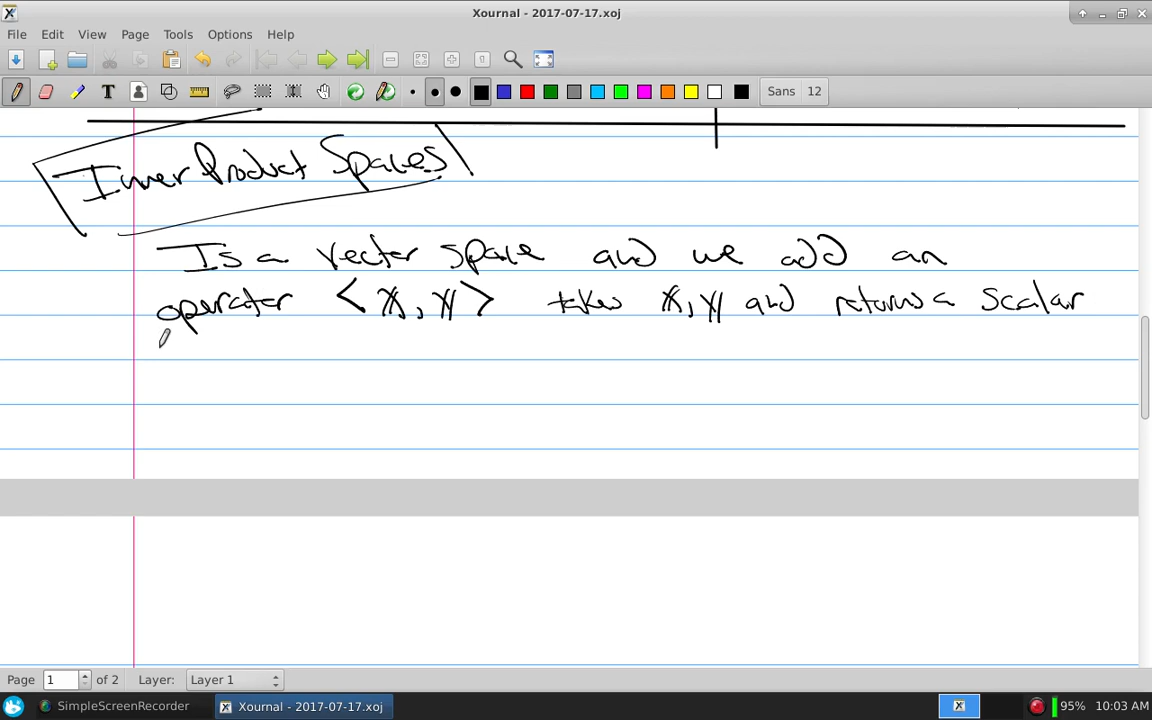 Xournal - 2017-07-17.xoj
File Edit View Page Tools Options Help
Sans 12
Inner Product Spaces
Is a vector space and we add an
operator < x, y > takes x, y and returns a scalar
Page 1 of 2 Layer: Layer 1
SimpleScreenRecorder Xournal - 2017-07-17.xoj 95% 10:03 AM